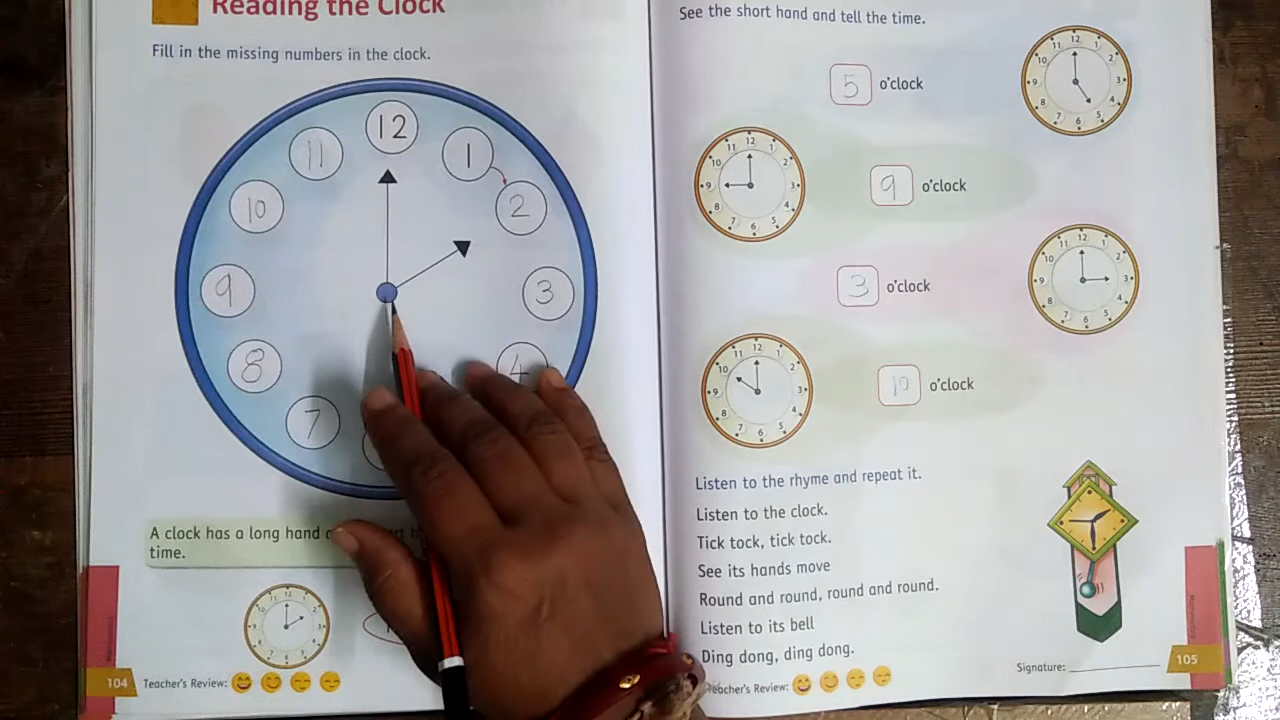 Reading the Clock
Fill in the missing numbers in the clock.
12
11
1
10
2
9
3
8
4
7
A clock has a long hand
time.
104 Teacher's Review:
See the short hand and tell the time.
5 o'clock
9 o'clock
3 o'clock
10 o'clock
Listen to the rhyme and repeat it.
Listen to the clock.
Tick tock, tick tock.
See its hands move
Round and round, round and round.
Listen to its bell
Ding dong, ding dong.
Signature:
Teacher's Review:
105